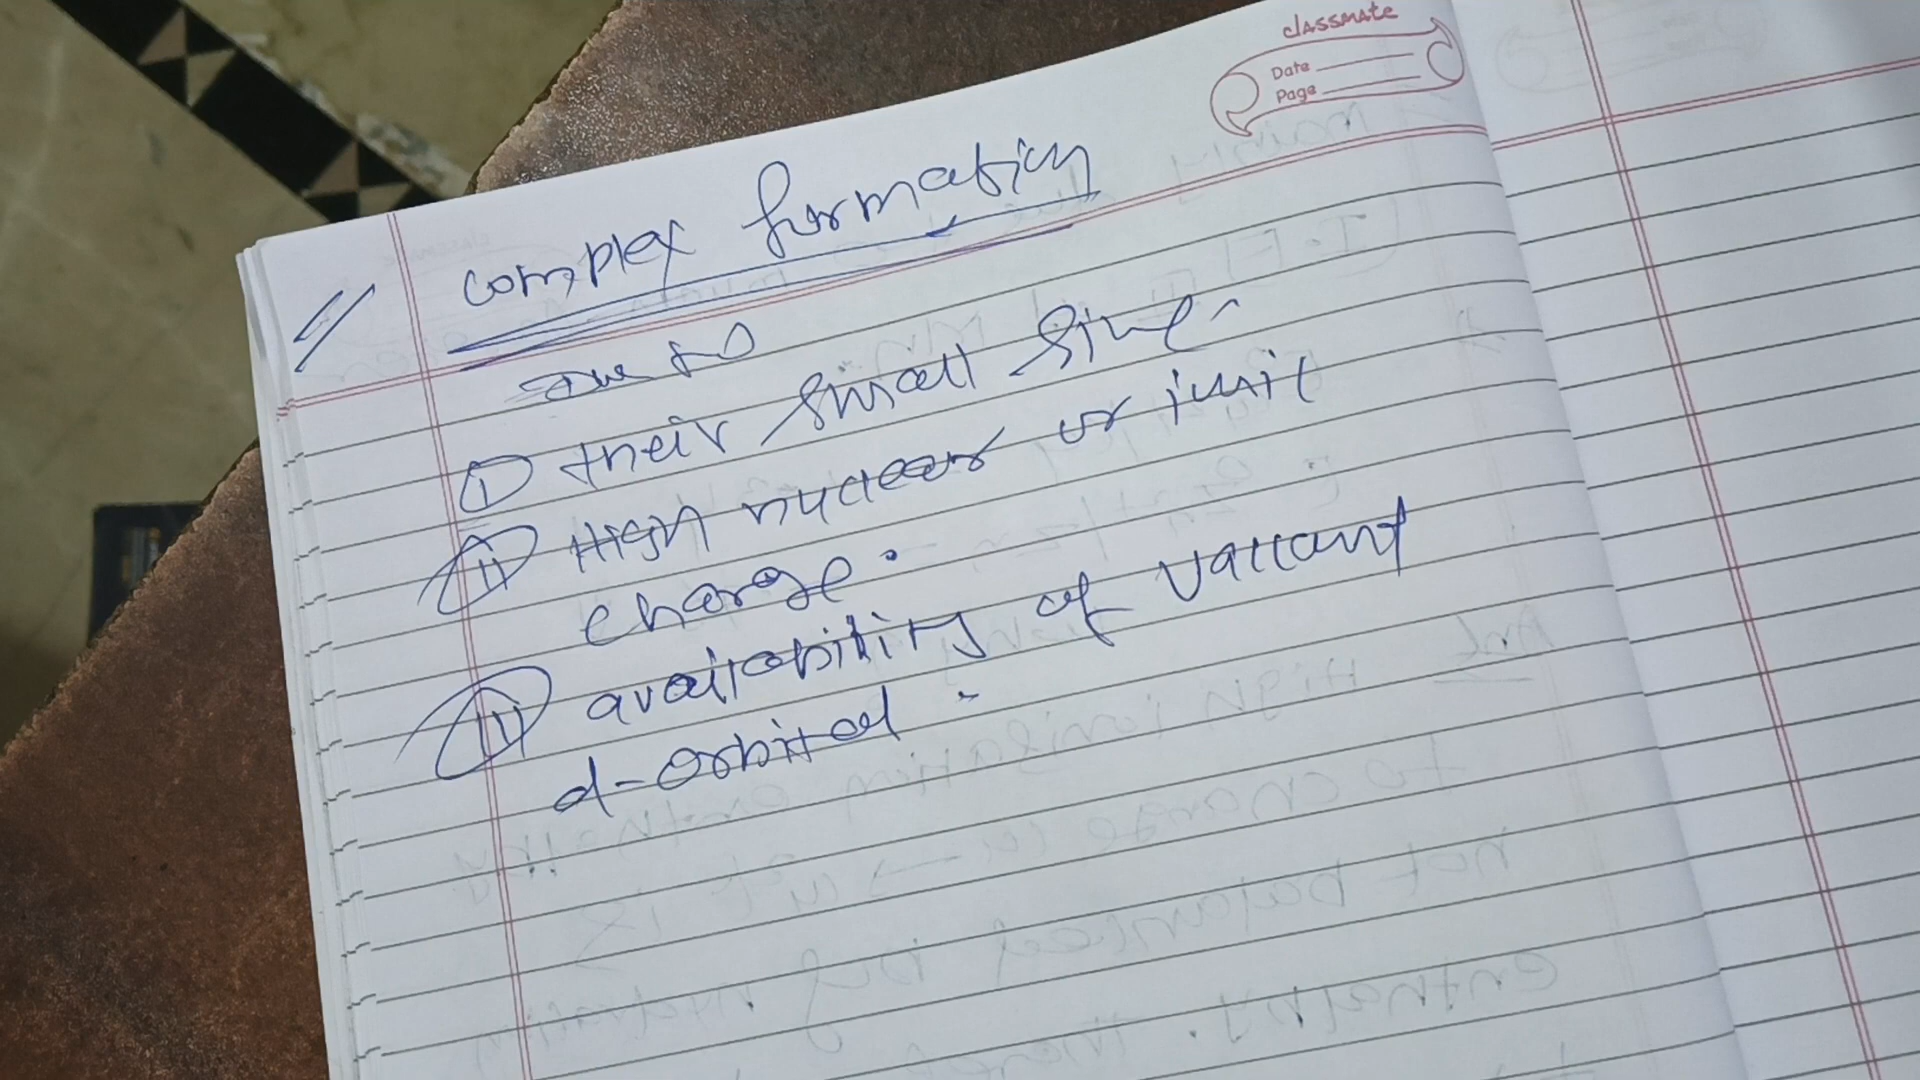 classmate
Date
Page
complex formation
Due to
(i) their small size.
(ii) High nuclear or ionic
charge.
(iii) availability of vaccant
d-orbital.